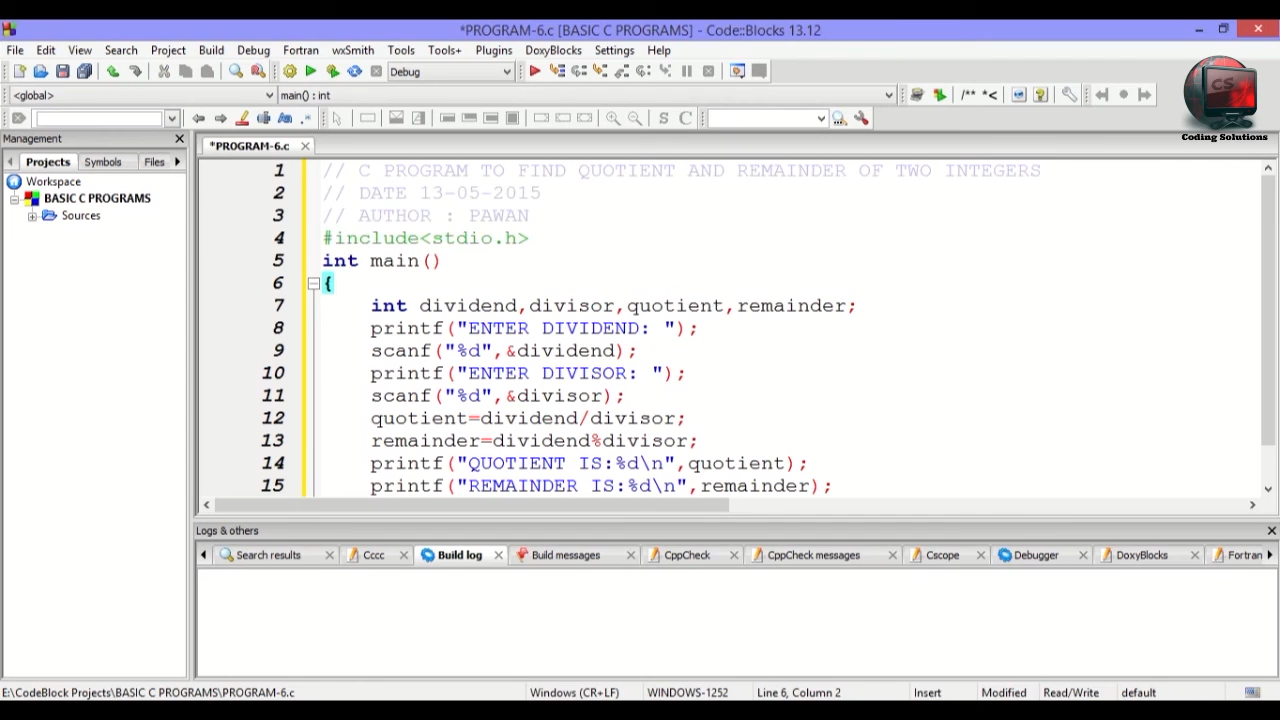 *PROGRAM-6.c [BASIC C PROGRAMS] - Code::Blocks 13.12
File Edit View Search Project Build Debug Fortran wxSmith Tools Tools+ Plugins DoxyBlocks Settings Help
Debug
<global> main() : int /** *<
S C
CS
Coding Solutions
Management
*PROGRAM-6.c
Projects Symbols Files
Workspace
BASIC C PROGRAMS
Sources
1 // C PROGRAM TO FIND QUOTIENT AND REMAINDER OF TWO INTEGERS
2 // DATE 13-05-2015
3 // AUTHOR : PAWAN
4 #include<stdio.h>
5 int main()
6 {
7 int dividend,divisor,quotient,remainder;
8 printf("ENTER DIVIDEND: ");
9 scanf("%d",&dividend);
10 printf("ENTER DIVISOR: ");
11 scanf("%d",&divisor);
12 quotient=dividend/divisor;
13 remainder=dividend%divisor;
14 printf("QUOTIENT IS:%d\n",quotient);
15 printf("REMAINDER IS:%d\n",remainder);
Logs & others
Search results Cccc Build log Build messages CppCheck CppCheck messages Cscope Debugger DoxyBlocks Fortran
E:\CodeBlock Projects\BASIC C PROGRAMS\PROGRAM-6.c Windows (CR+LF) WINDOWS-1252 Line 6, Column 2 Insert Modified Read/Write default